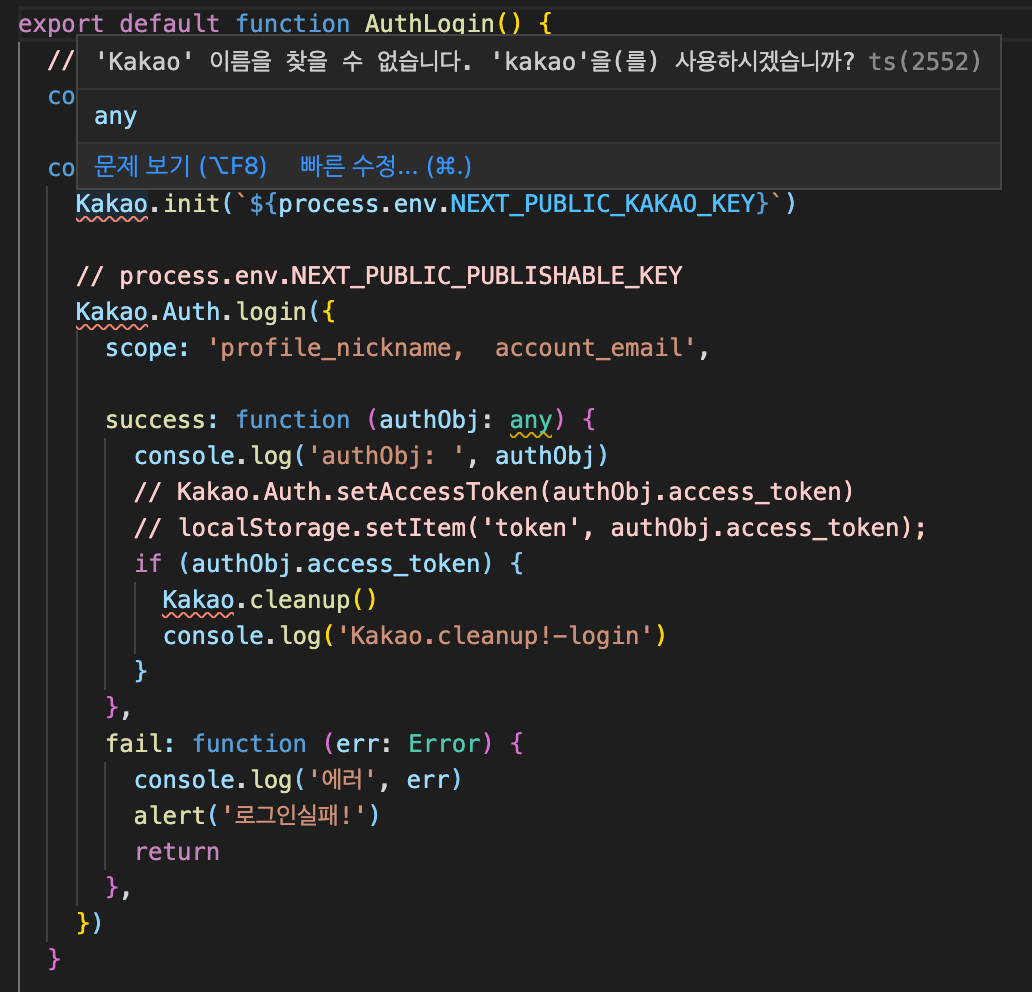 export default function AuthLogin() {
//
'Kakao' 이름을 찾을 수 없습니다. 'kakao'을(를) 사용하시겠습니까? ts(2552)
co
any
co
문제 보기 (⌥F8) 빠른 수정... (⌘.)
Kakao.init(`${process.env.NEXT_PUBLIC_KAKAO_KEY}`)
// process.env.NEXT_PUBLIC_PUBLISHABLE_KEY
Kakao.Auth.login({
scope: 'profile_nickname,  account_email',
success: function (authObj: any) {
console.log('authObj: ', authObj)
// Kakao.Auth.setAccessToken(authObj.access_token)
// localStorage.setItem('token', authObj.access_token);
if (authObj.access_token) {
Kakao.cleanup()
console.log('Kakao.cleanup!-login')
}
},
fail: function (err: Error) {
console.log('에러', err)
alert('로그인실패!')
return
},
})
}